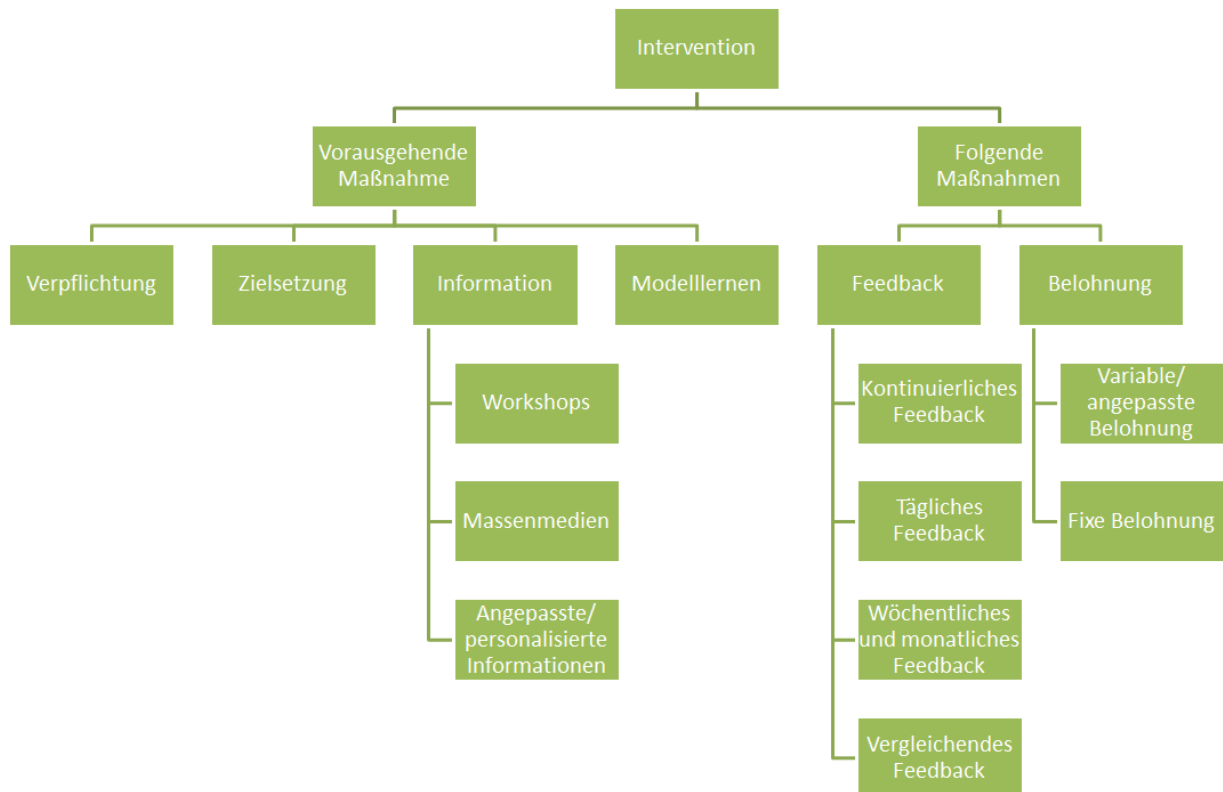 Intervention
Vorausgehende
Maßnahme
Folgende
Maßnahmen
Verpflichtung
Zielsetzung
Information
Modelllernen
Feedback
Belohnung
Workshops
Massenmedien
Angepasste/
personalisierte
Informationen
Kontinuierliches
Feedback
Tägliches
Feedback
Wöchentliches
und monatliches
Feedback
Vergleichendes
Feedback
Variable/
angepasste
Belohnung
Fixe Belohnung